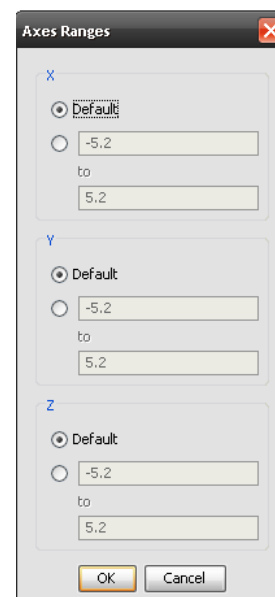 Axes Ranges
X
Default
-5.2
to
5.2
Y
Default
-5.2
to
5.2
Z
Default
-5.2
to
5.2
OK Cancel